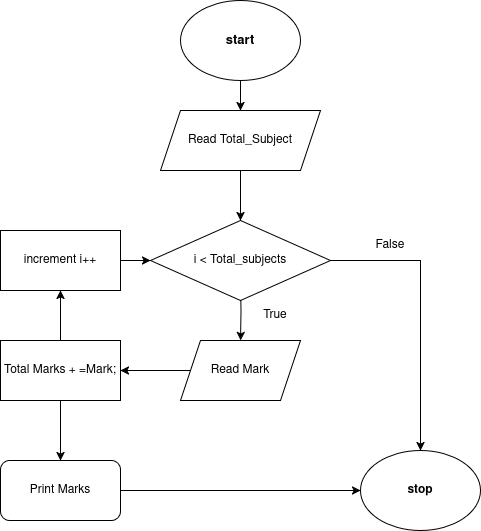 start
Read Total_Subject
increment i++
i < Total_subjects
False
True
Total Marks + =Mark;
Read Mark
Print Marks
stop